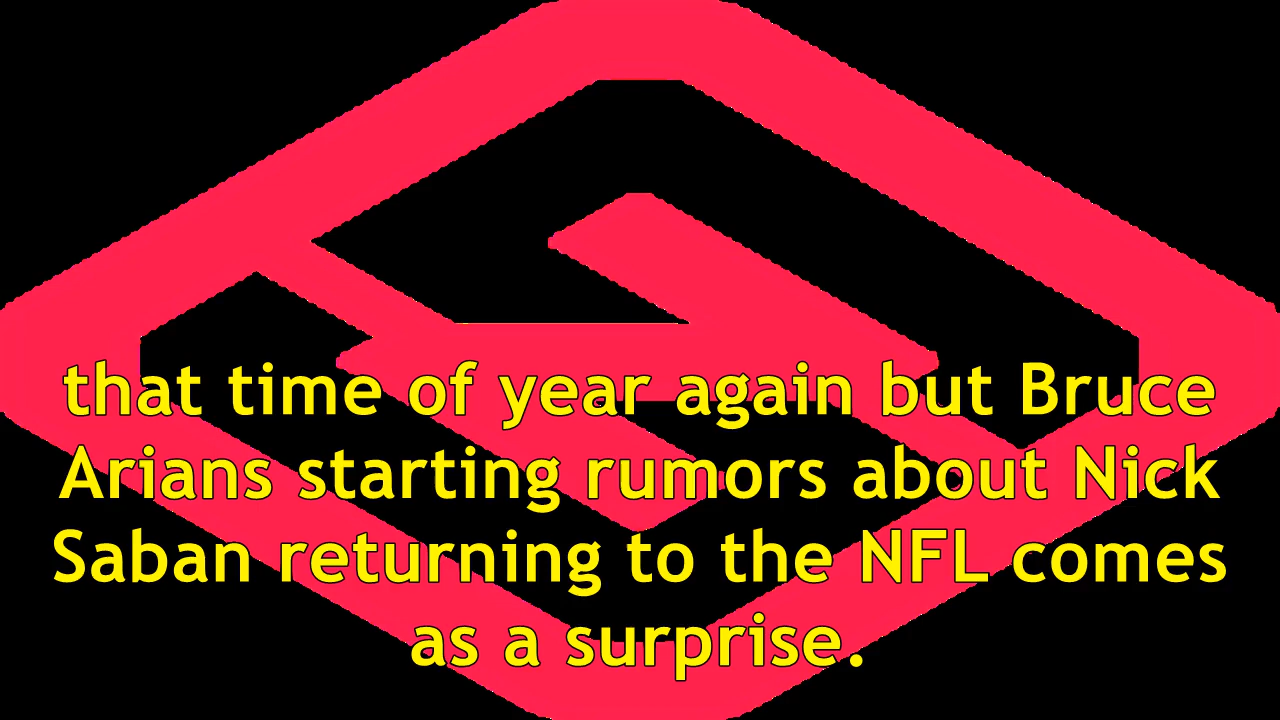 that time of year again but Bruce
Arians starting rumors about Nick
Saban returning to the NFL comes
as a surprise.